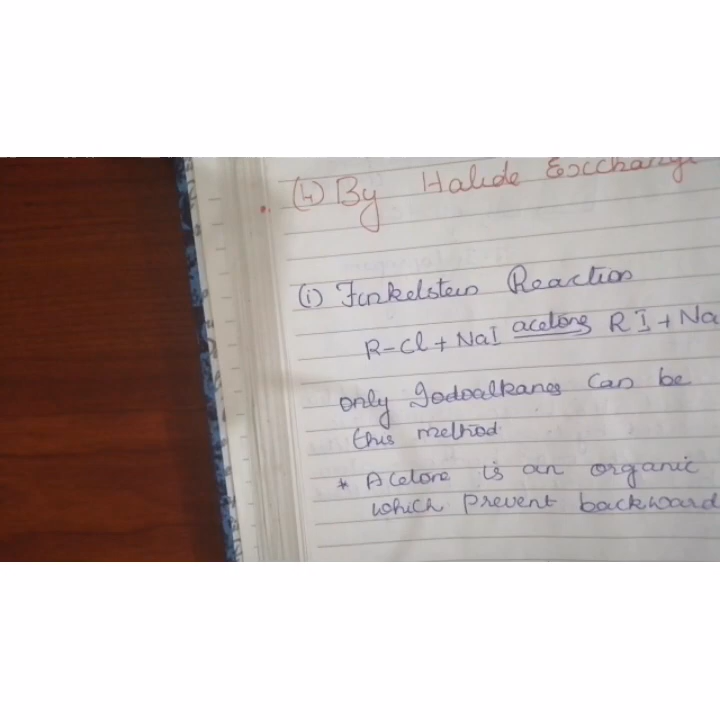 (4) By Halide Excchange
(i) Finkelstein Reaction
R-Cl + NaI acetone RI + Na
only Iodoalkanes can be
this method
* Acetone is an organic
which prevent backward